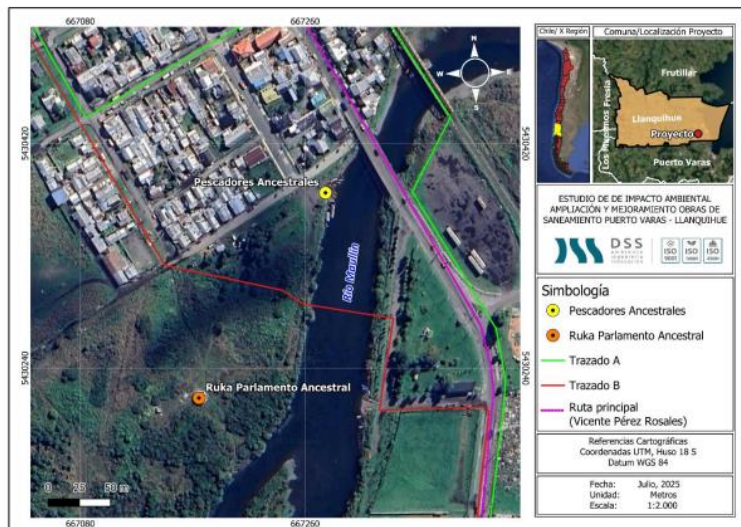 667080
667260
5430420
5430420
Pescadores Ancestrales
Río Maullín
5430240
5430240
Ruka Parlamento Ancestral
0 25 50 m
667080
667260
N
W E
S
Chile/ X Región
Comuna/Localización Proyecto
Frutillar
Los Muermos Fresia
Llanquihue
Proyecto
Puerto Varas
ESTUDIO DE DE IMPACTO AMBIENTAL
AMPLIACIÓN Y MEJORAMIENTO OBRAS DE
SANEAMIENTO PUERTO VARAS - LLANQUIHUE
DSS
AMBIENTE
INGENIERÍA
ISO
ISO
ISO
Simbología
Pescadores Ancestrales
Ruka Parlamento Ancestral
Trazado A
Trazado B
Ruta principal
(Vicente Pérez Rosales)
Referencias Cartográficas
Coordenadas UTM, Huso 18 S
Datum WGS 84
Fecha: Julio, 2025
Unidad: Metros
Escala: 1:2.000